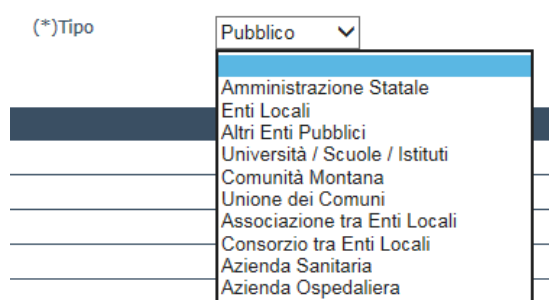 (*)Tipo
Pubblico
Amministrazione Statale
Enti Locali
Altri Enti Pubblici
Università / Scuole / Istituti
Comunità Montana
Unione dei Comuni
Associazione tra Enti Locali
Consorzio tra Enti Locali
Azienda Sanitaria
Azienda Ospedaliera